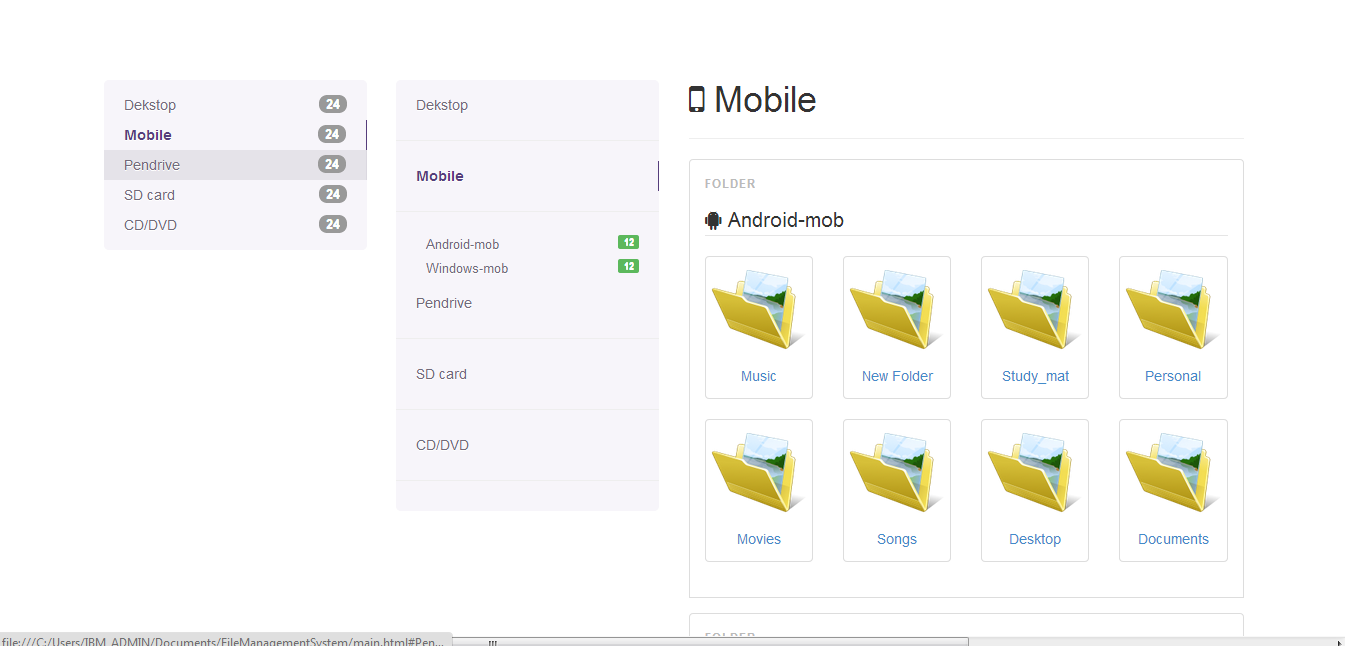 Dekstop 24
Mobile 24
Pendrive 24
SD card 24
CD/DVD 24
Dekstop
Mobile
Android-mob 12
Windows-mob 12
Pendrive
SD card
CD/DVD
Mobile
FOLDER
Android-mob
Music New Folder Study_mat Personal
Movies Songs Desktop Documents
FOLDER
file:///C:/Users/IBM_ADMIN/Documents/FileManagementSystem/main.html#Pen...